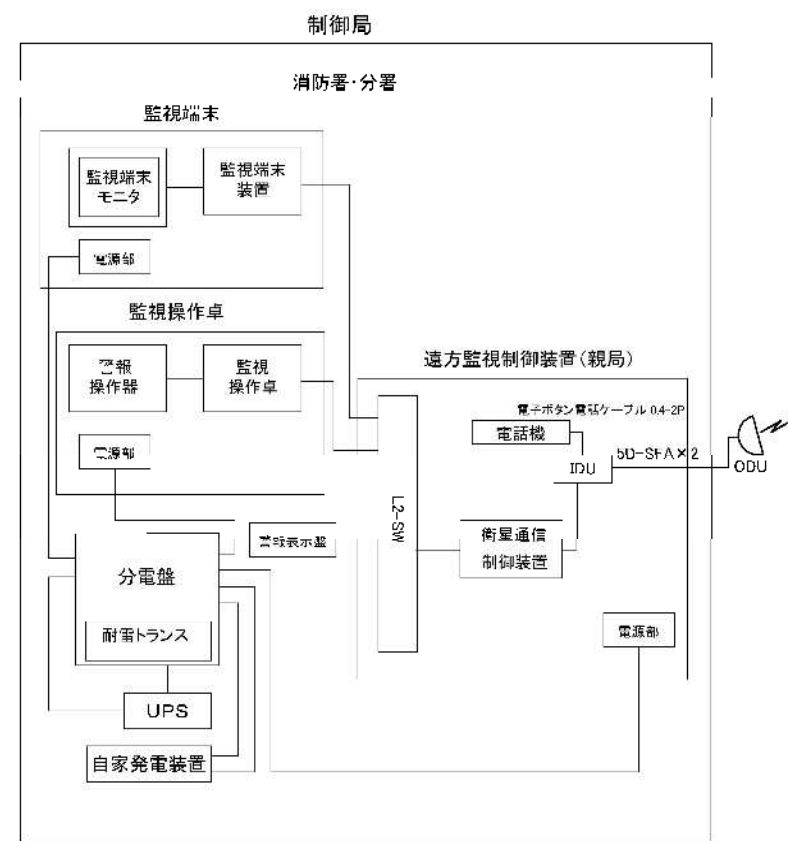 制御局
消防署・分署
監視端末
監視端末
モニタ
監視端末
装置
電源部
監視操作卓
警報
操作器
監視
操作卓
電源部
遠方監視制御装置(親局)
電子ボタン電話ケーブル 0.4-2P
電話機
IDU
5D-SFA×2
ODU
L2-SW
衛星通信
制御装置
警報表示盤
分電盤
耐雷トランス
電源部
UPS
自家発電装置